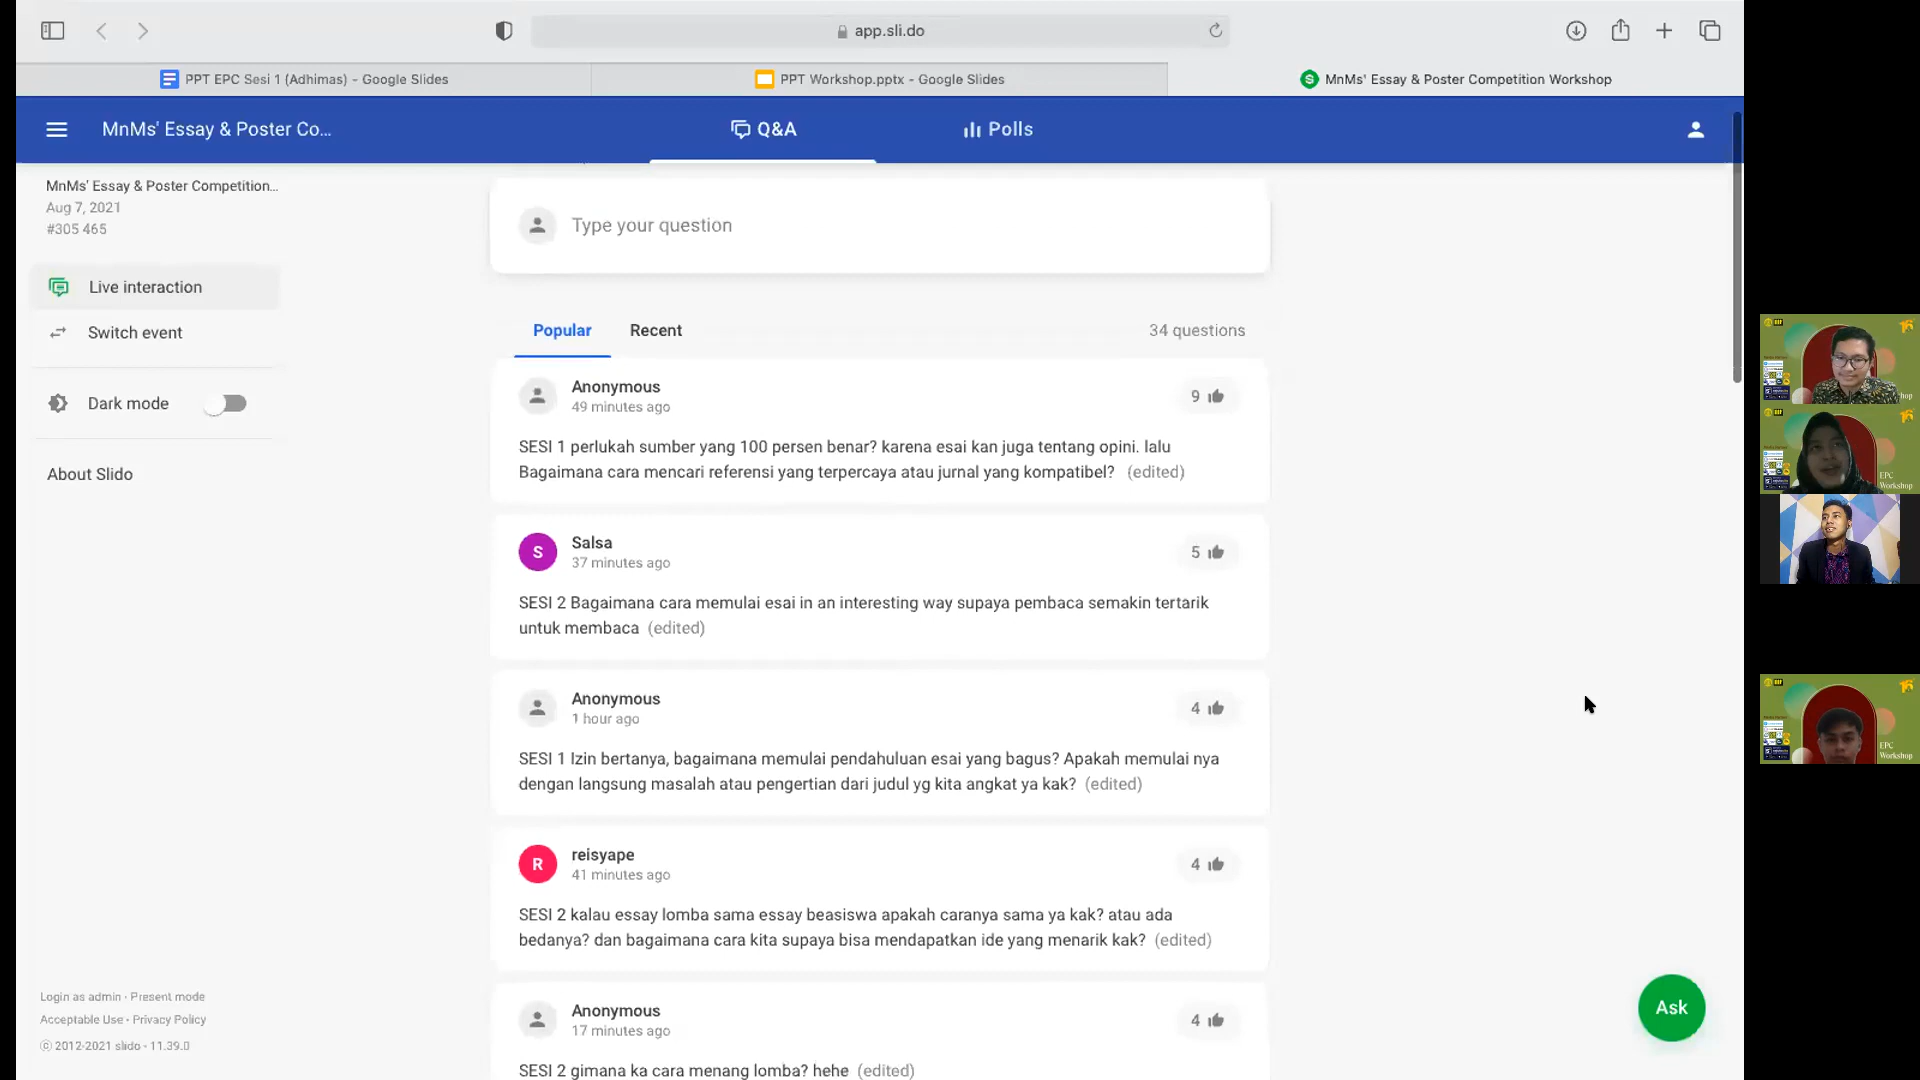 app.sli.do
PPT EPC Sesi 1 (Adhimas) - Google Slides
PPT Workshop.pptx - Google Slides
MnMs' Essay & Poster Competition Workshop
MnMs' Essay & Poster Co...
Q&A
Polls
MnMs' Essay & Poster Competition...
Aug 7, 2021
#305 465
Live interaction
Switch event
Dark mode
About Slido
Login as admin · Present mode
Acceptable Use · Privacy Policy
© 2012-2021 slido - 11.39.0
Type your question
Popular
Recent
34 questions
Anonymous
49 minutes ago
9
SESI 1 perlukah sumber yang 100 persen benar? karena esai kan juga tentang opini. lalu
Bagaimana cara mencari referensi yang terpercaya atau jurnal yang kompatibel? (edited)
S
Salsa
37 minutes ago
5
SESI 2 Bagaimana cara memulai esai in an interesting way supaya pembaca semakin tertarik
untuk membaca (edited)
Anonymous
1 hour ago
4
SESI 1 Izin bertanya, bagaimana memulai pendahuluan esai yang bagus? Apakah memulai nya
dengan langsung masalah atau pengertian dari judul yg kita angkat ya kak? (edited)
R
reisyape
41 minutes ago
4
SESI 2 kalau essay lomba sama essay beasiswa apakah caranya sama ya kak? atau ada
bedanya? dan bagaimana cara kita supaya bisa mendapatkan ide yang menarik kak? (edited)
Anonymous
17 minutes ago
4
SESI 2 gimana ka cara menang lomba? hehe (edited)
Ask
EPC
Workshop
EPC
Workshop